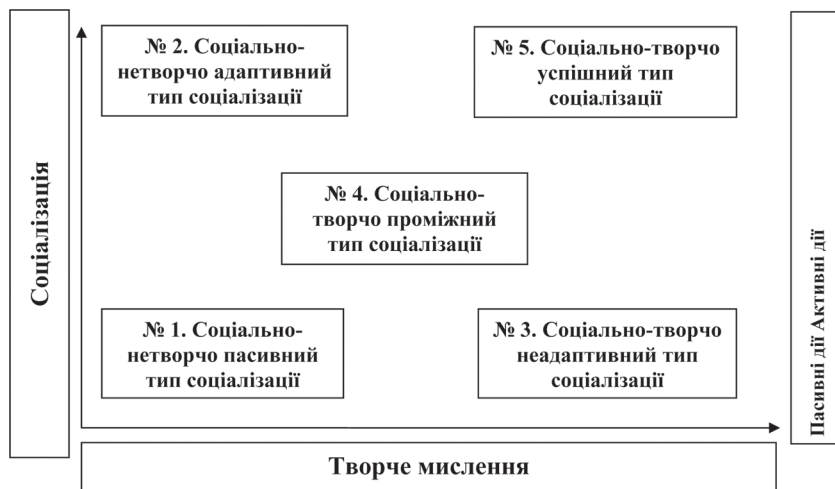 Соціалізація
№ 2. Соціально-
нетворчо адаптивний
тип соціалізації
№ 5. Соціально-творчо
успішний тип
соціалізації
№ 4. Соціально-
творчо проміжний
тип соціалізації
№ 1. Соціально-
нетворчо пасивний
тип соціалізації
№ 3. Соціально-творчо
неадаптивний тип
соціалізації
Пасивні дії Активні дії
Творче мислення